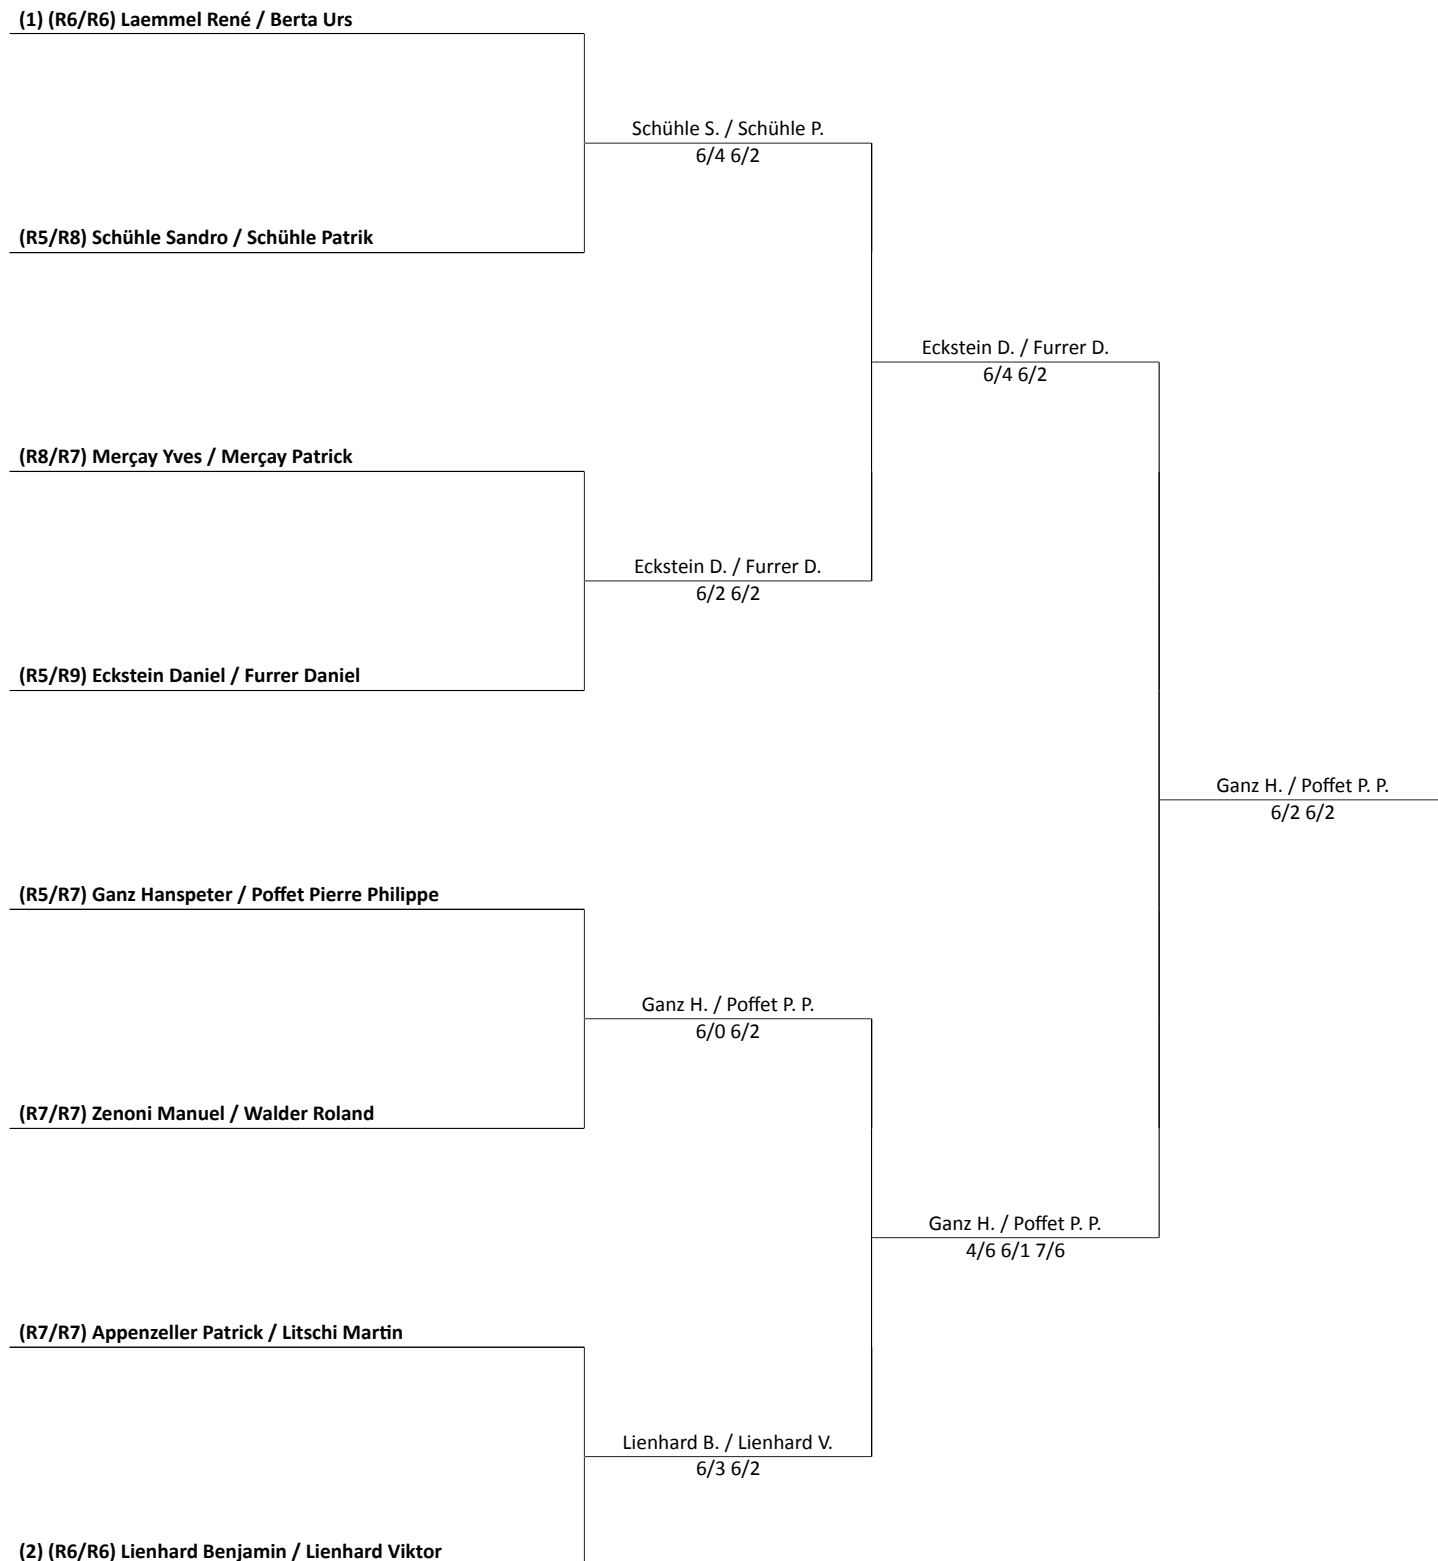 (1) (R6/R6) Laemmel René / Berta Urs
Schühle S. / Schühle P.
6/4 6/2
(R5/R8) Schühle Sandro / Schühle Patrik
Eckstein D. / Furrer D.
6/4 6/2
(R8/R7) Merçay Yves / Merçay Patrick
Eckstein D. / Furrer D.
6/2 6/2
(R5/R9) Eckstein Daniel / Furrer Daniel
Ganz H. / Poffet P. P.
6/2 6/2
(R5/R7) Ganz Hanspeter / Poffet Pierre Philippe
Ganz H. / Poffet P. P.
6/0 6/2
(R7/R7) Zenoni Manuel / Walder Roland
Ganz H. / Poffet P. P.
4/6 6/1 7/6
(R7/R7) Appenzeller Patrick / Litschi Martin
Lienhard B. / Lienhard V.
6/3 6/2
(2) (R6/R6) Lienhard Benjamin / Lienhard Viktor